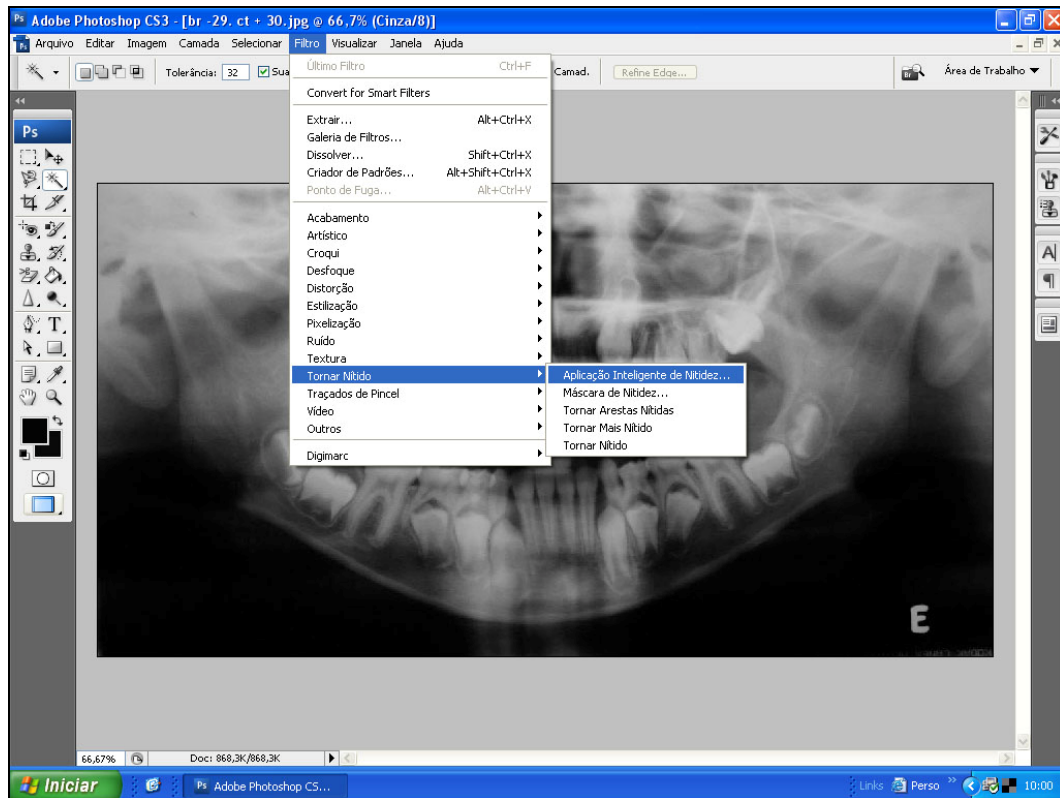 Ps Adobe Photoshop CS3 - [br -29. ct + 30.jpg @ 66,7% (Cinza/8)]
Arquivo Editar Imagem Camada Selecionar Filtro Visualizar Janela Ajuda
Tolerância: 32 Sua Camad. Refine Edge... Br Área de Trabalho
Último Filtro Ctrl+F
Convert for Smart Filters
Extrair... Alt+Ctrl+X
Galeria de Filtros...
Dissolver... Shift+Ctrl+X
Criador de Padrões... Alt+Shift+Ctrl+X
Ponto de Fuga... Alt+Ctrl+V
Acabamento
Artístico
Croqui
Desfoque
Distorção
Estilização
Pixelização
Ruído
Textura
Tornar Nítido
Traçados de Pincel
Vídeo
Outros
Digimarc
Aplicação Inteligente de Nitidez...
Máscara de Nitidez...
Tornar Arestas Nítidas
Tornar Mais Nítido
Tornar Nítido
Ps
T
A
E
66,67% Doc: 868,3K/868,3K
Iniciar Ps Adobe Photoshop CS... Links Perso 10:00